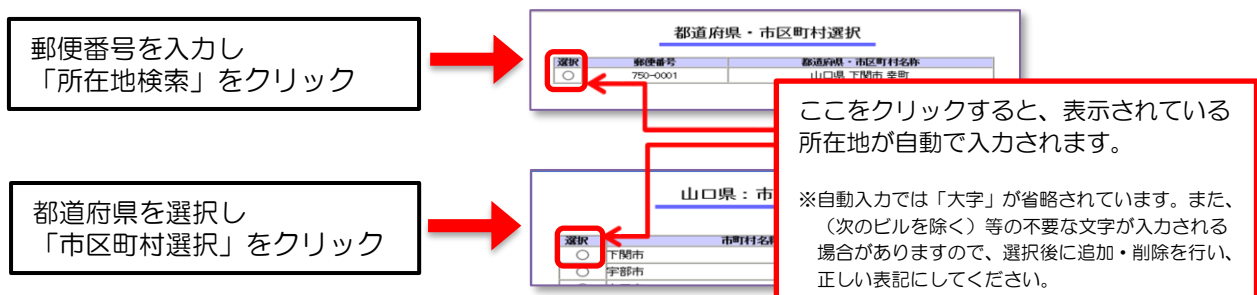 郵便番号を入力し
「所在地検索」をクリック
都道府県・市区町村選択
選択 郵便番号 都道府県・市区町村名称
750-0001 山口県 下関市 幸町
ここをクリックすると、表示されている
所在地が自動で入力されます。
※自動入力では「大字」が省略されています。また、
（次のビルを除く）等の不要な文字が入力される
場合がありますので、選択後に追加・削除を行い、
正しい表記にしてください。
都道府県を選択し
「市区町村選択」をクリック
山口県：市
選択 市町村名
下関市
宇部市